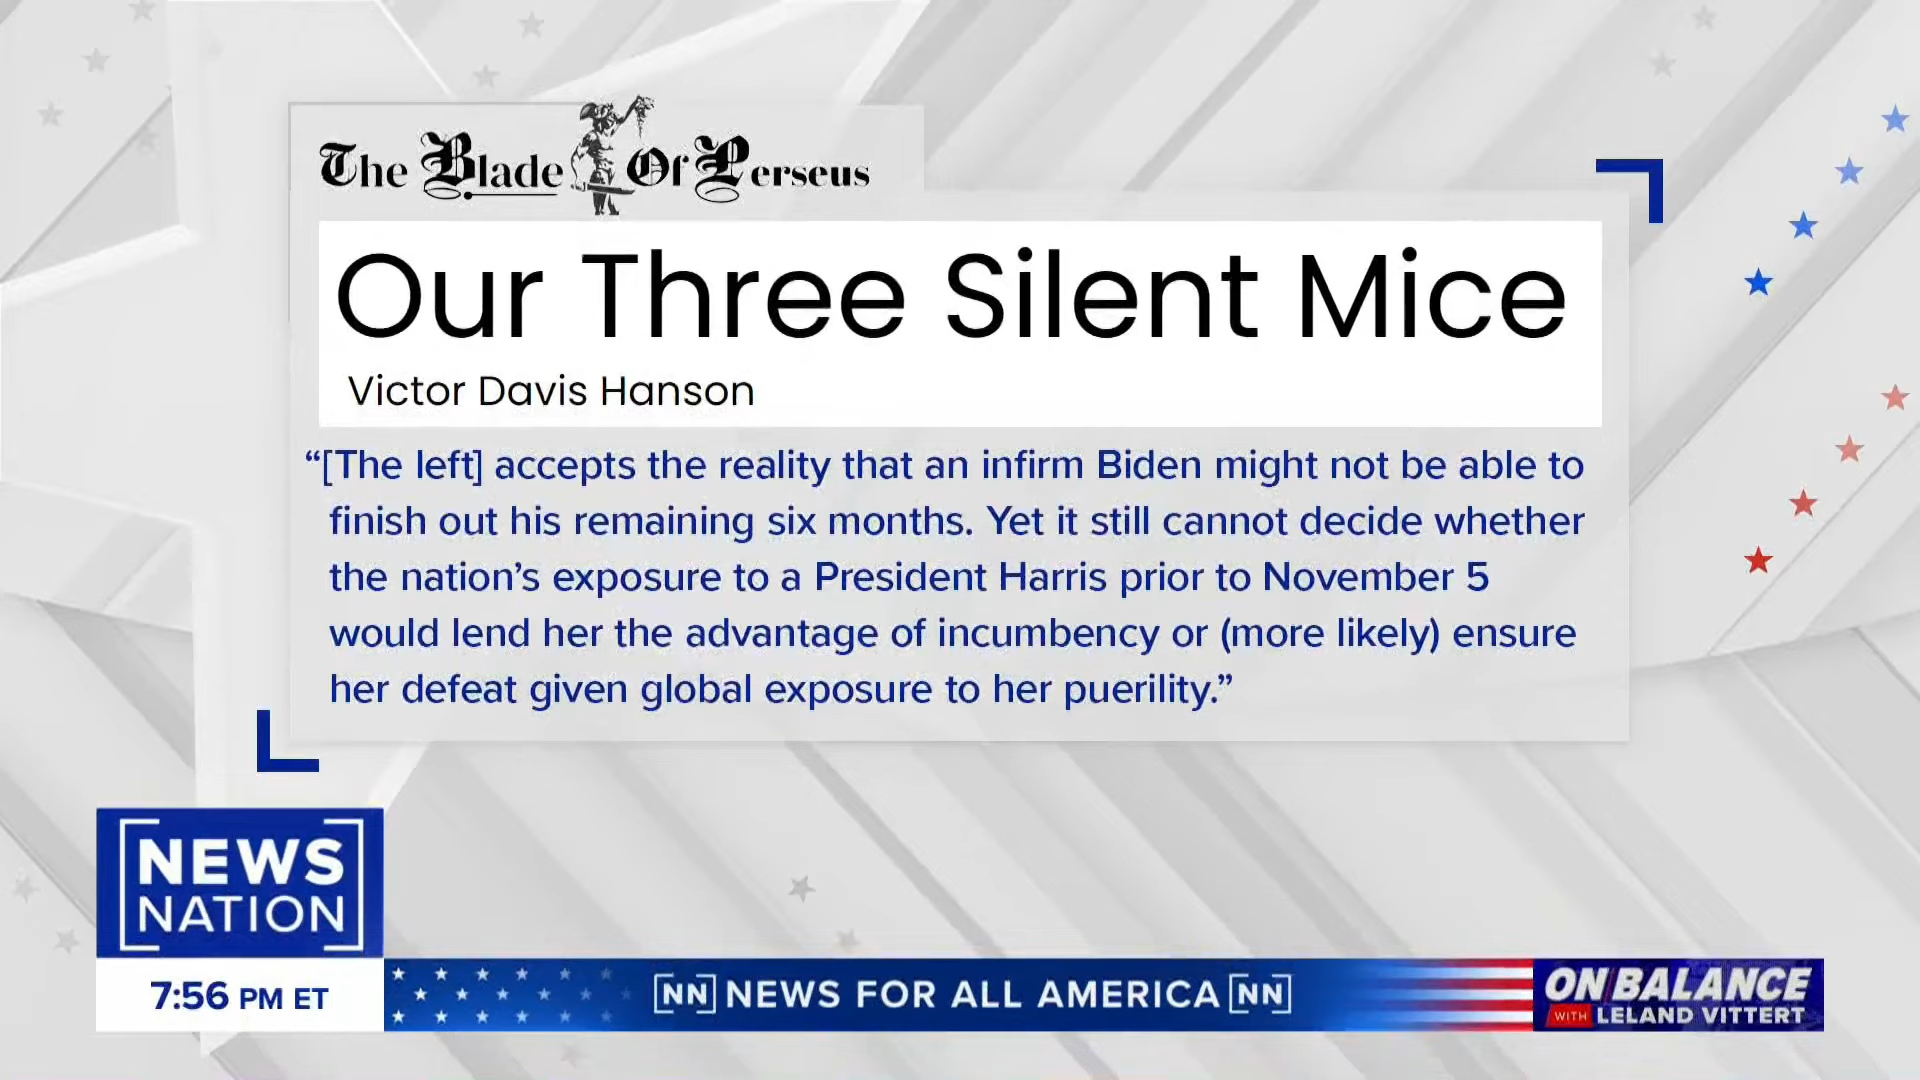 The Blade Of Perseus
Our Three Silent Mice
Victor Davis Hanson
“[The left] accepts the reality that an infirm Biden might not be able to
finish out his remaining six months. Yet it still cannot decide whether
the nation’s exposure to a President Harris prior to November 5
would lend her the advantage of incumbency or (more likely) ensure
her defeat given global exposure to her puerility.”
NEWS
NATION
7:56 PM ET
NN NEWS FOR ALL AMERICA NN
ON BALANCE
WITH LELAND VITTERT